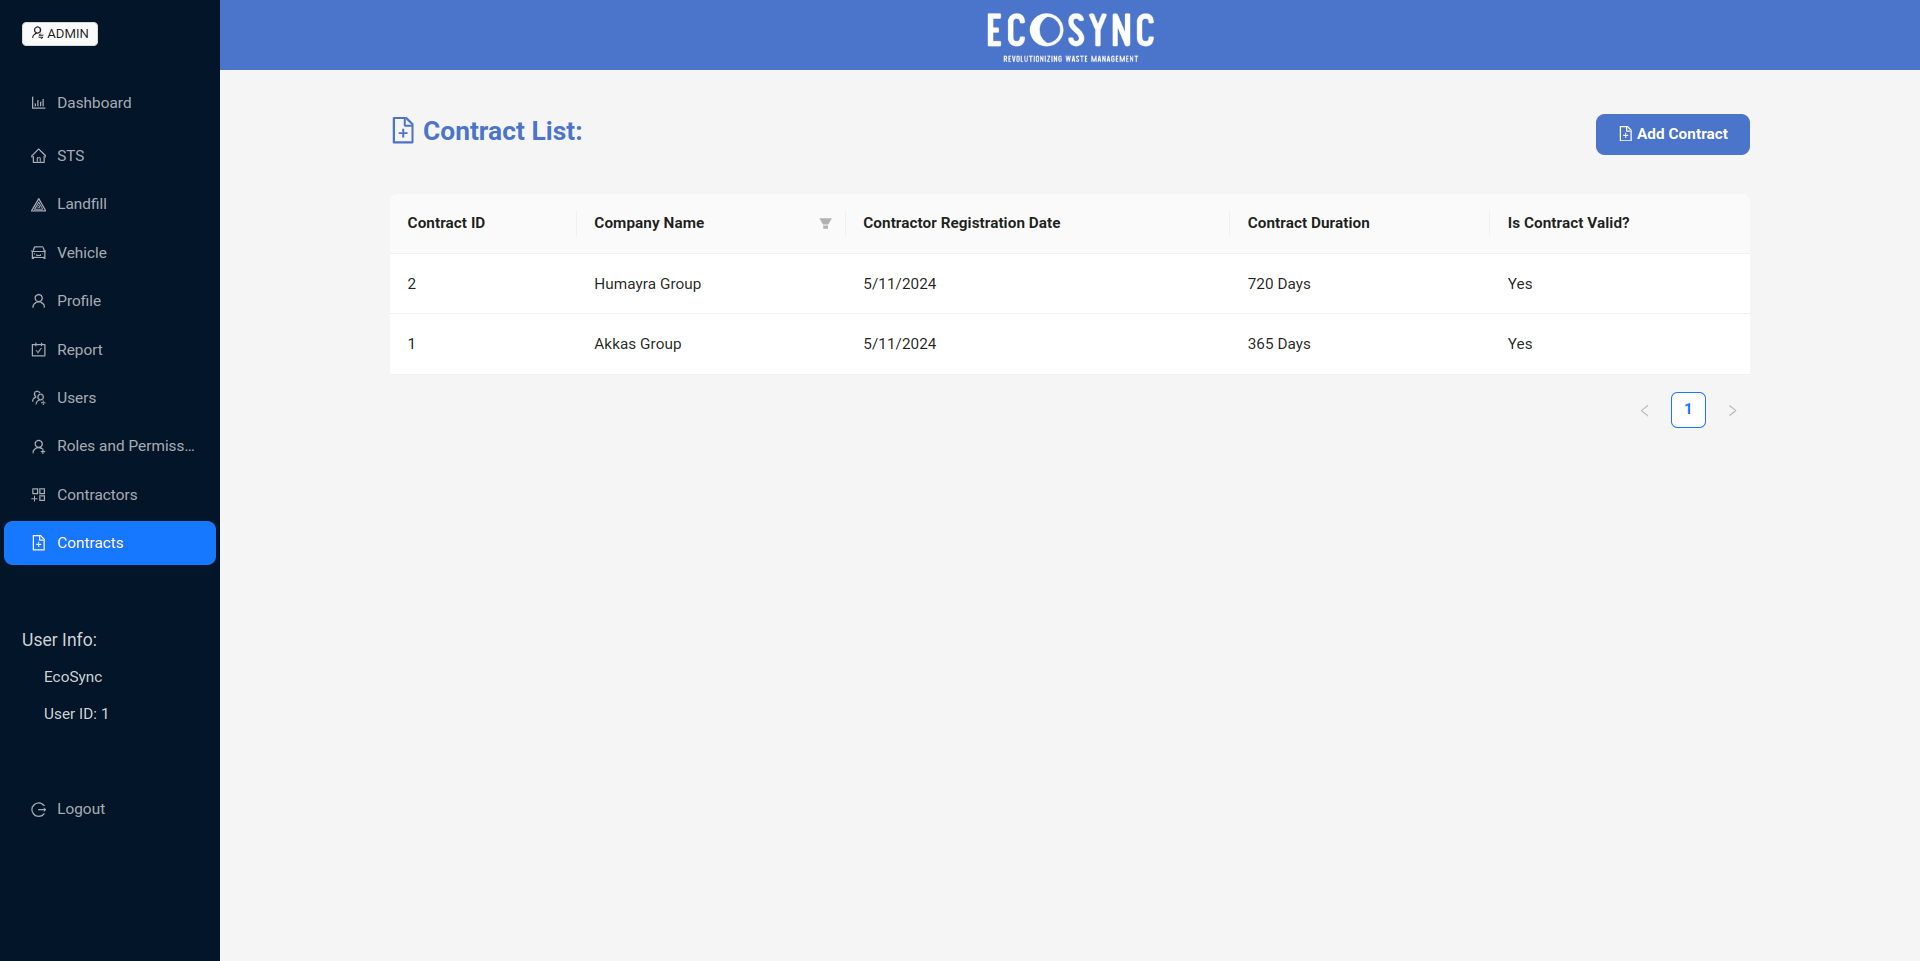 ADMIN
Dashboard
STS
Landfill
Vehicle
Profile
Report
Users
Roles and Permiss...
Contractors
Contracts
User Info:
EcoSync
User ID: 1
Logout
ECOSYNC
REVOLUTIONIZING WASTE MANAGEMENT
Contract List:
Add Contract
Contract ID Company Name Contractor Registration Date Contract Duration Is Contract Valid?
2 Humayra Group 5/11/2024 720 Days Yes
1 Akkas Group 5/11/2024 365 Days Yes
1